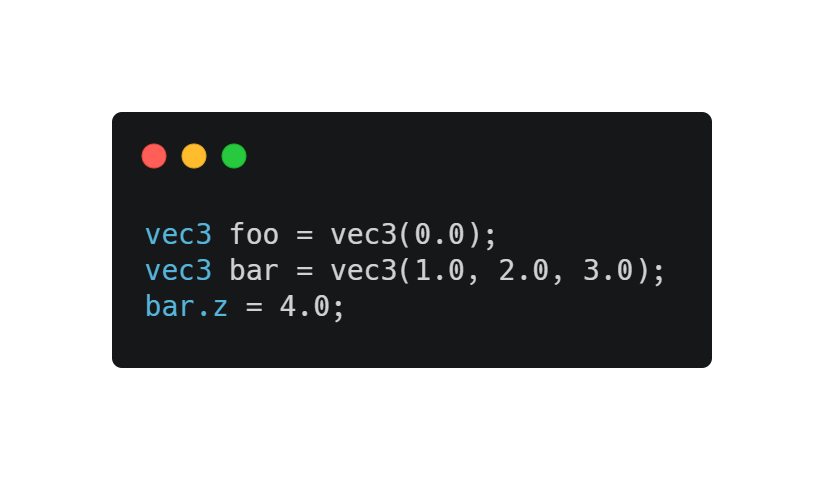 vec3 foo = vec3(0.0);
vec3 bar = vec3(1.0, 2.0, 3.0);
bar.z = 4.0;